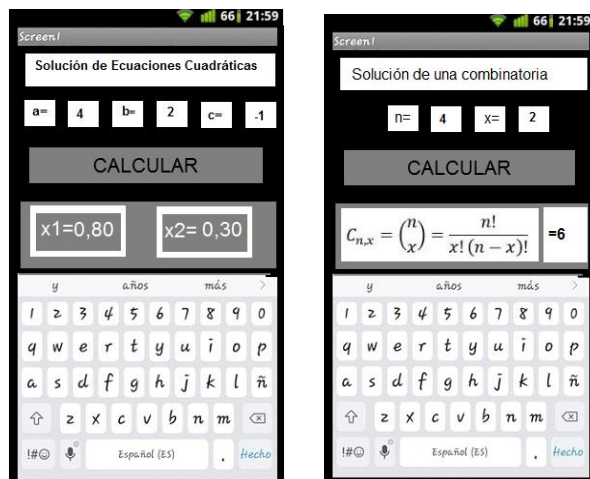 66 21:59
Screen1
Solución de Ecuaciones Cuadráticas
a= 4 b= 2 c= -1
CALCULAR
x1=0,80 x2= 0,30
y años más >
1 2 3 4 5 6 7 8 9 0
q w e r t y u i o p
a s d f g h j k l ñ
z x c v b n m
!#☺ Español (ES) . Hecho
66 21:59
Screen1
Solución de una combinatoria
n= 4 x= 2
CALCULAR
C_{n,x} = \binom{n}{x} = \frac{n!}{x! (n − x)!} =6
y años más >
1 2 3 4 5 6 7 8 9 0
q w e r t y u i o p
a s d f g h j k l ñ
z x c v b n m
!#☺ Español (ES) . Hecho